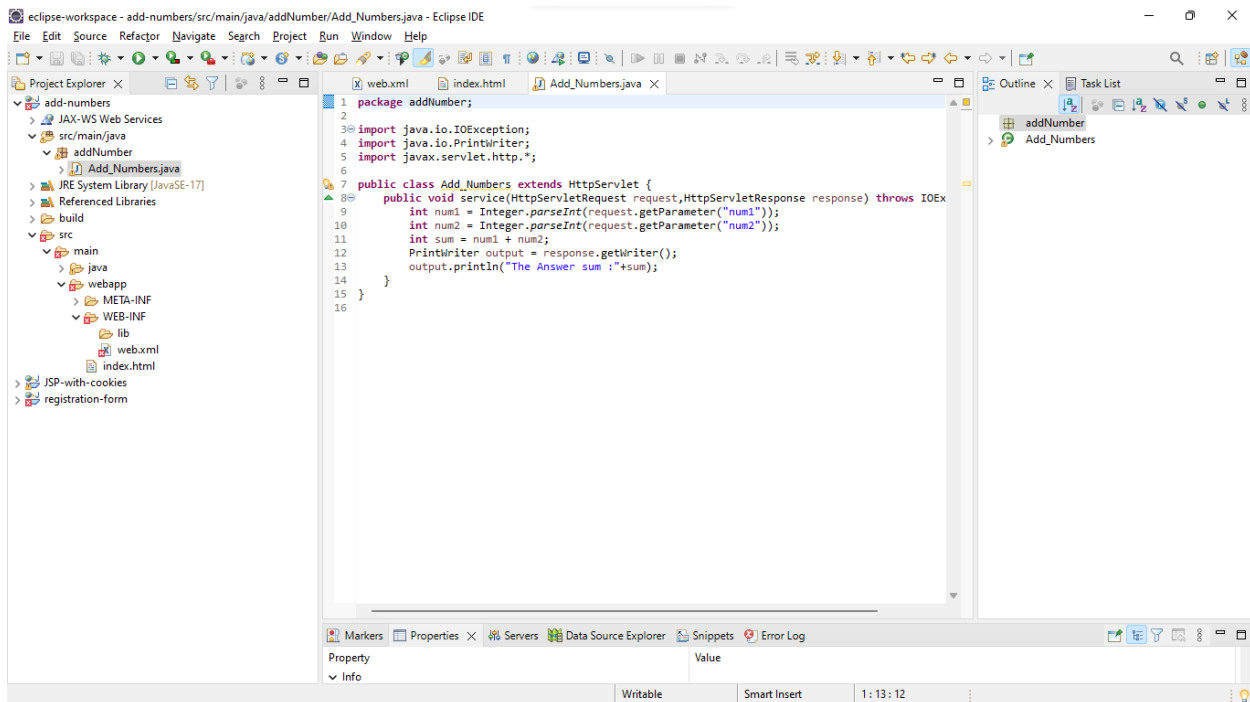 eclipse-workspace - add-numbers/src/main/java/addNumber/Add_Numbers.java - Eclipse IDE
File Edit Source Refactor Navigate Search Project Run Window Help
Project Explorer
add-numbers
JAX-WS Web Services
src/main/java
addNumber
Add_Numbers.java
JRE System Library [JavaSE-17]
Referenced Libraries
build
src
main
java
webapp
META-INF
WEB-INF
lib
web.xml
index.html
JSP-with-cookies
registration-form
web.xml index.html Add_Numbers.java
1 package addNumber;
2
3 import java.io.IOException;
4 import java.io.PrintWriter;
5 import javax.servlet.http.*;
6
7 public class Add_Numbers extends HttpServlet {
8 public void service(HttpServletRequest request,HttpServletResponse response) throws IOEx
9 int num1 = Integer.parseInt(request.getParameter("num1"));
10 int num2 = Integer.parseInt(request.getParameter("num2"));
11 int sum = num1 + num2;
12 PrintWriter output = response.getWriter();
13 output.println("The Answer sum :"+sum);
14 }
15 }
16
Outline Task List
addNumber
Add_Numbers
Markers Properties Servers Data Source Explorer Snippets Error Log
Property Value
Info
Writable Smart Insert 1 : 13 : 12